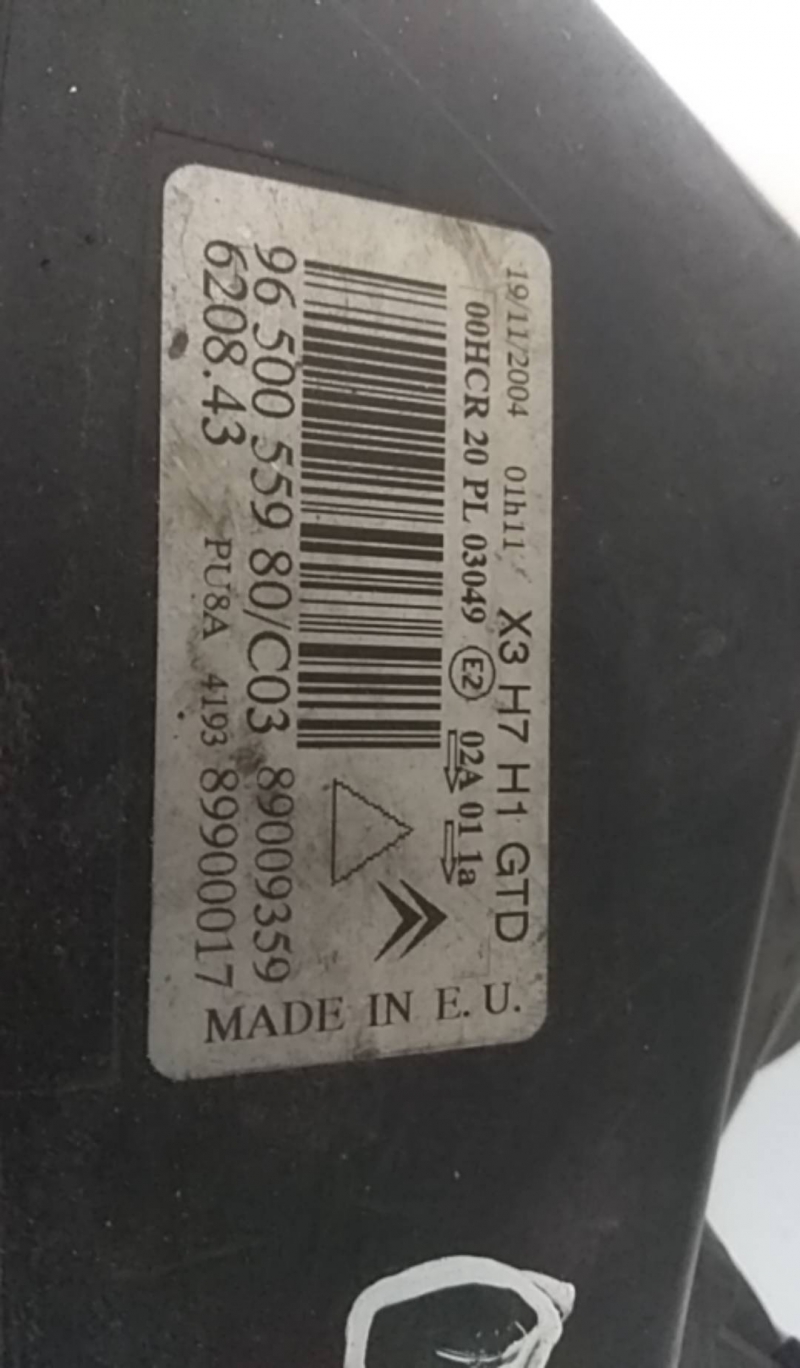 19/11/2004 01h11 X3 H7 H1 GTD
00HCR 20 PL 03049 E2 02A 01 1a
96 500 559 80/C03 89009359
6208.43 PU8A 4193 89900017
MADE IN E. U.